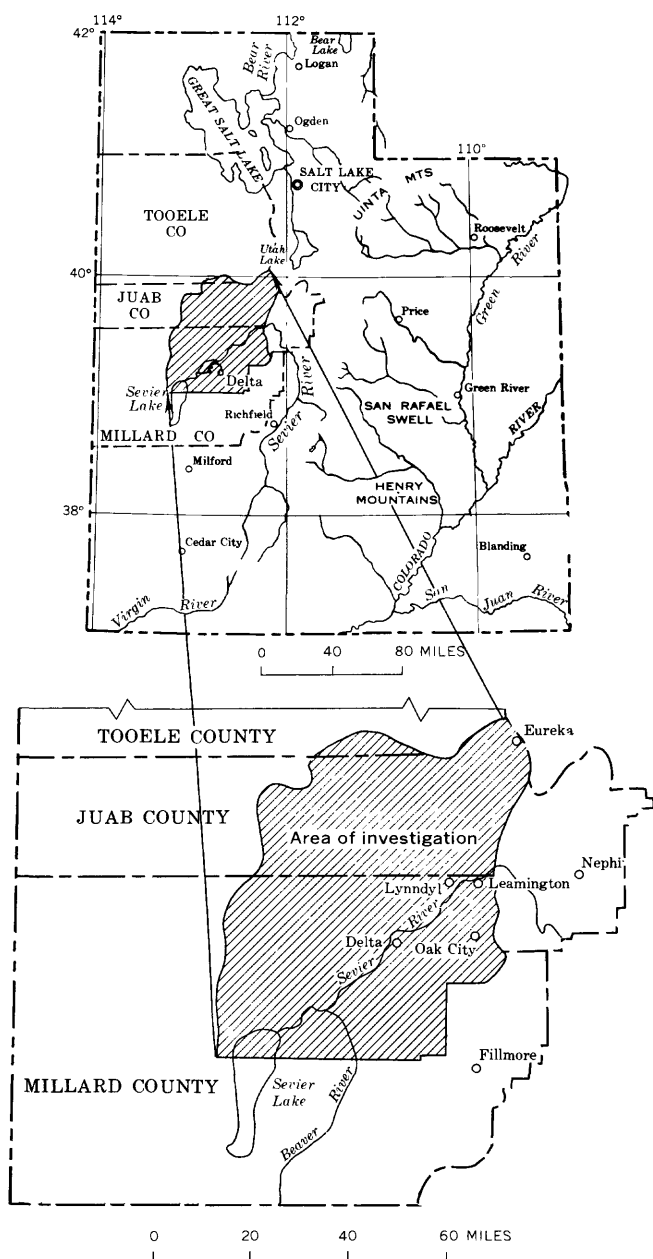 114°
112°
42°
Bear
River
Bear
Lake
Logan
GREAT SALT LAKE
Ogden
110°
SALT LAKE
CITY
UINTA MTS
TOOELE
CO
Roosevelt
Utah
Lake
Green River
40°
JUAB
CO
Price
Delta
Sevier
Lake
Green River
SAN RAFAEL
SWELL
RIVER
Richfield
Sevier River
MILLARD CO
Milford
HENRY
MOUNTAINS
38°
Cedar City
COLORADO
Blanding
Virgin River
San Juan River
0 40 80 MILES
TOOELE COUNTY
Eureka
JUAB COUNTY
Area of investigation
Nephi
Lynndyl
Leamington
Sevier River
Delta
Oak City
Fillmore
MILLARD COUNTY
Sevier
Lake
Beaver River
0 20 40 60 MILES